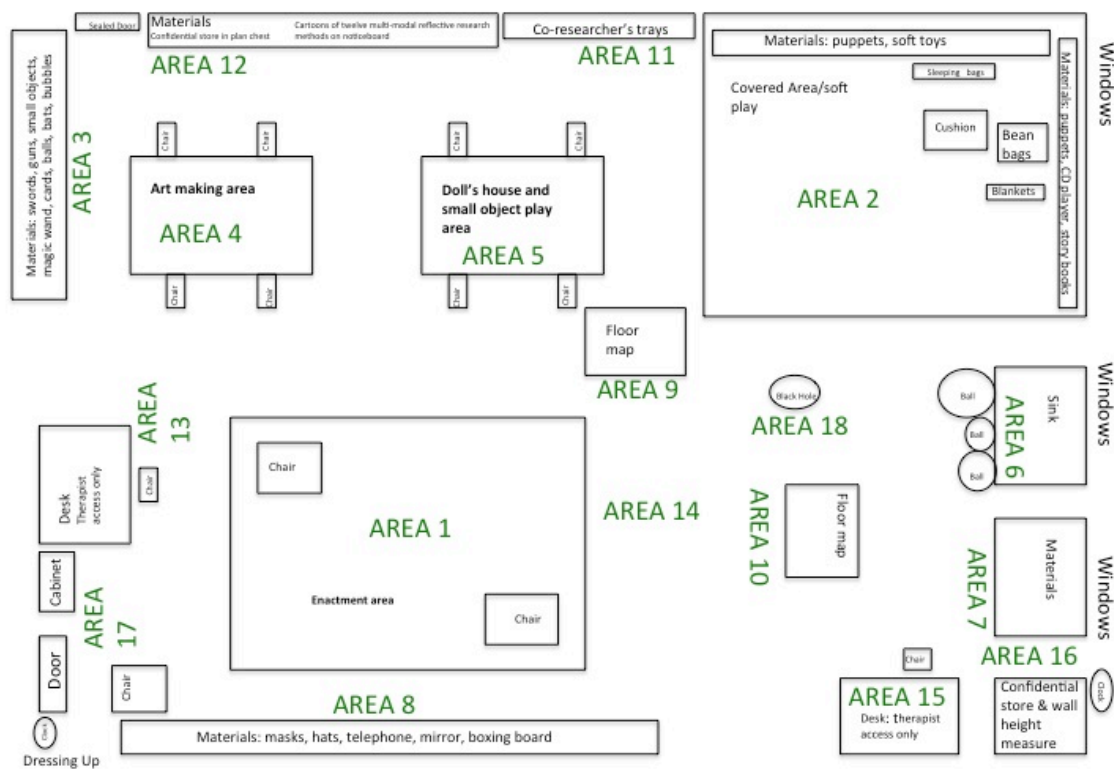 Sealed Door
Materials
Confidential store in plan chest
Cartoons of twelve multi-modal reflective research
methods on noticeboard
Co-researcher's trays
AREA 12
AREA 11
Materials: swords, guns, small objects,
magic wand, cards, balls, bats, bubbles
AREA 3
Materials: puppets, soft toys
Sleeping bags
Covered Area/soft
play
Cushion
Bean
bags
Blankets
AREA 2
Materials: puppets, CD player, story books
Windows
Chair
Chair
Art making area
AREA 4
Chair
Chair
Chair
Chair
Doll's house and
small object play
area
AREA 5
Chair
Chair
Floor
map
AREA 9
Black Hole
AREA 18
Ball
Ball
Ball
AREA 6
Sink
Windows
AREA
13
Desk
Therapist
access only
Chair
Chair
AREA 1
Enactment area
Chair
AREA 14
AREA 10
Floor map
AREA 7
Materials
Windows
Cabinet
AREA
17
Door
Chair
Dressing Up
AREA 8
Materials: masks, hats, telephone, mirror, boxing board
Chair
AREA 15
Desk: therapist
access only
AREA 16
Confidential
store & wall
height
measure
Clock